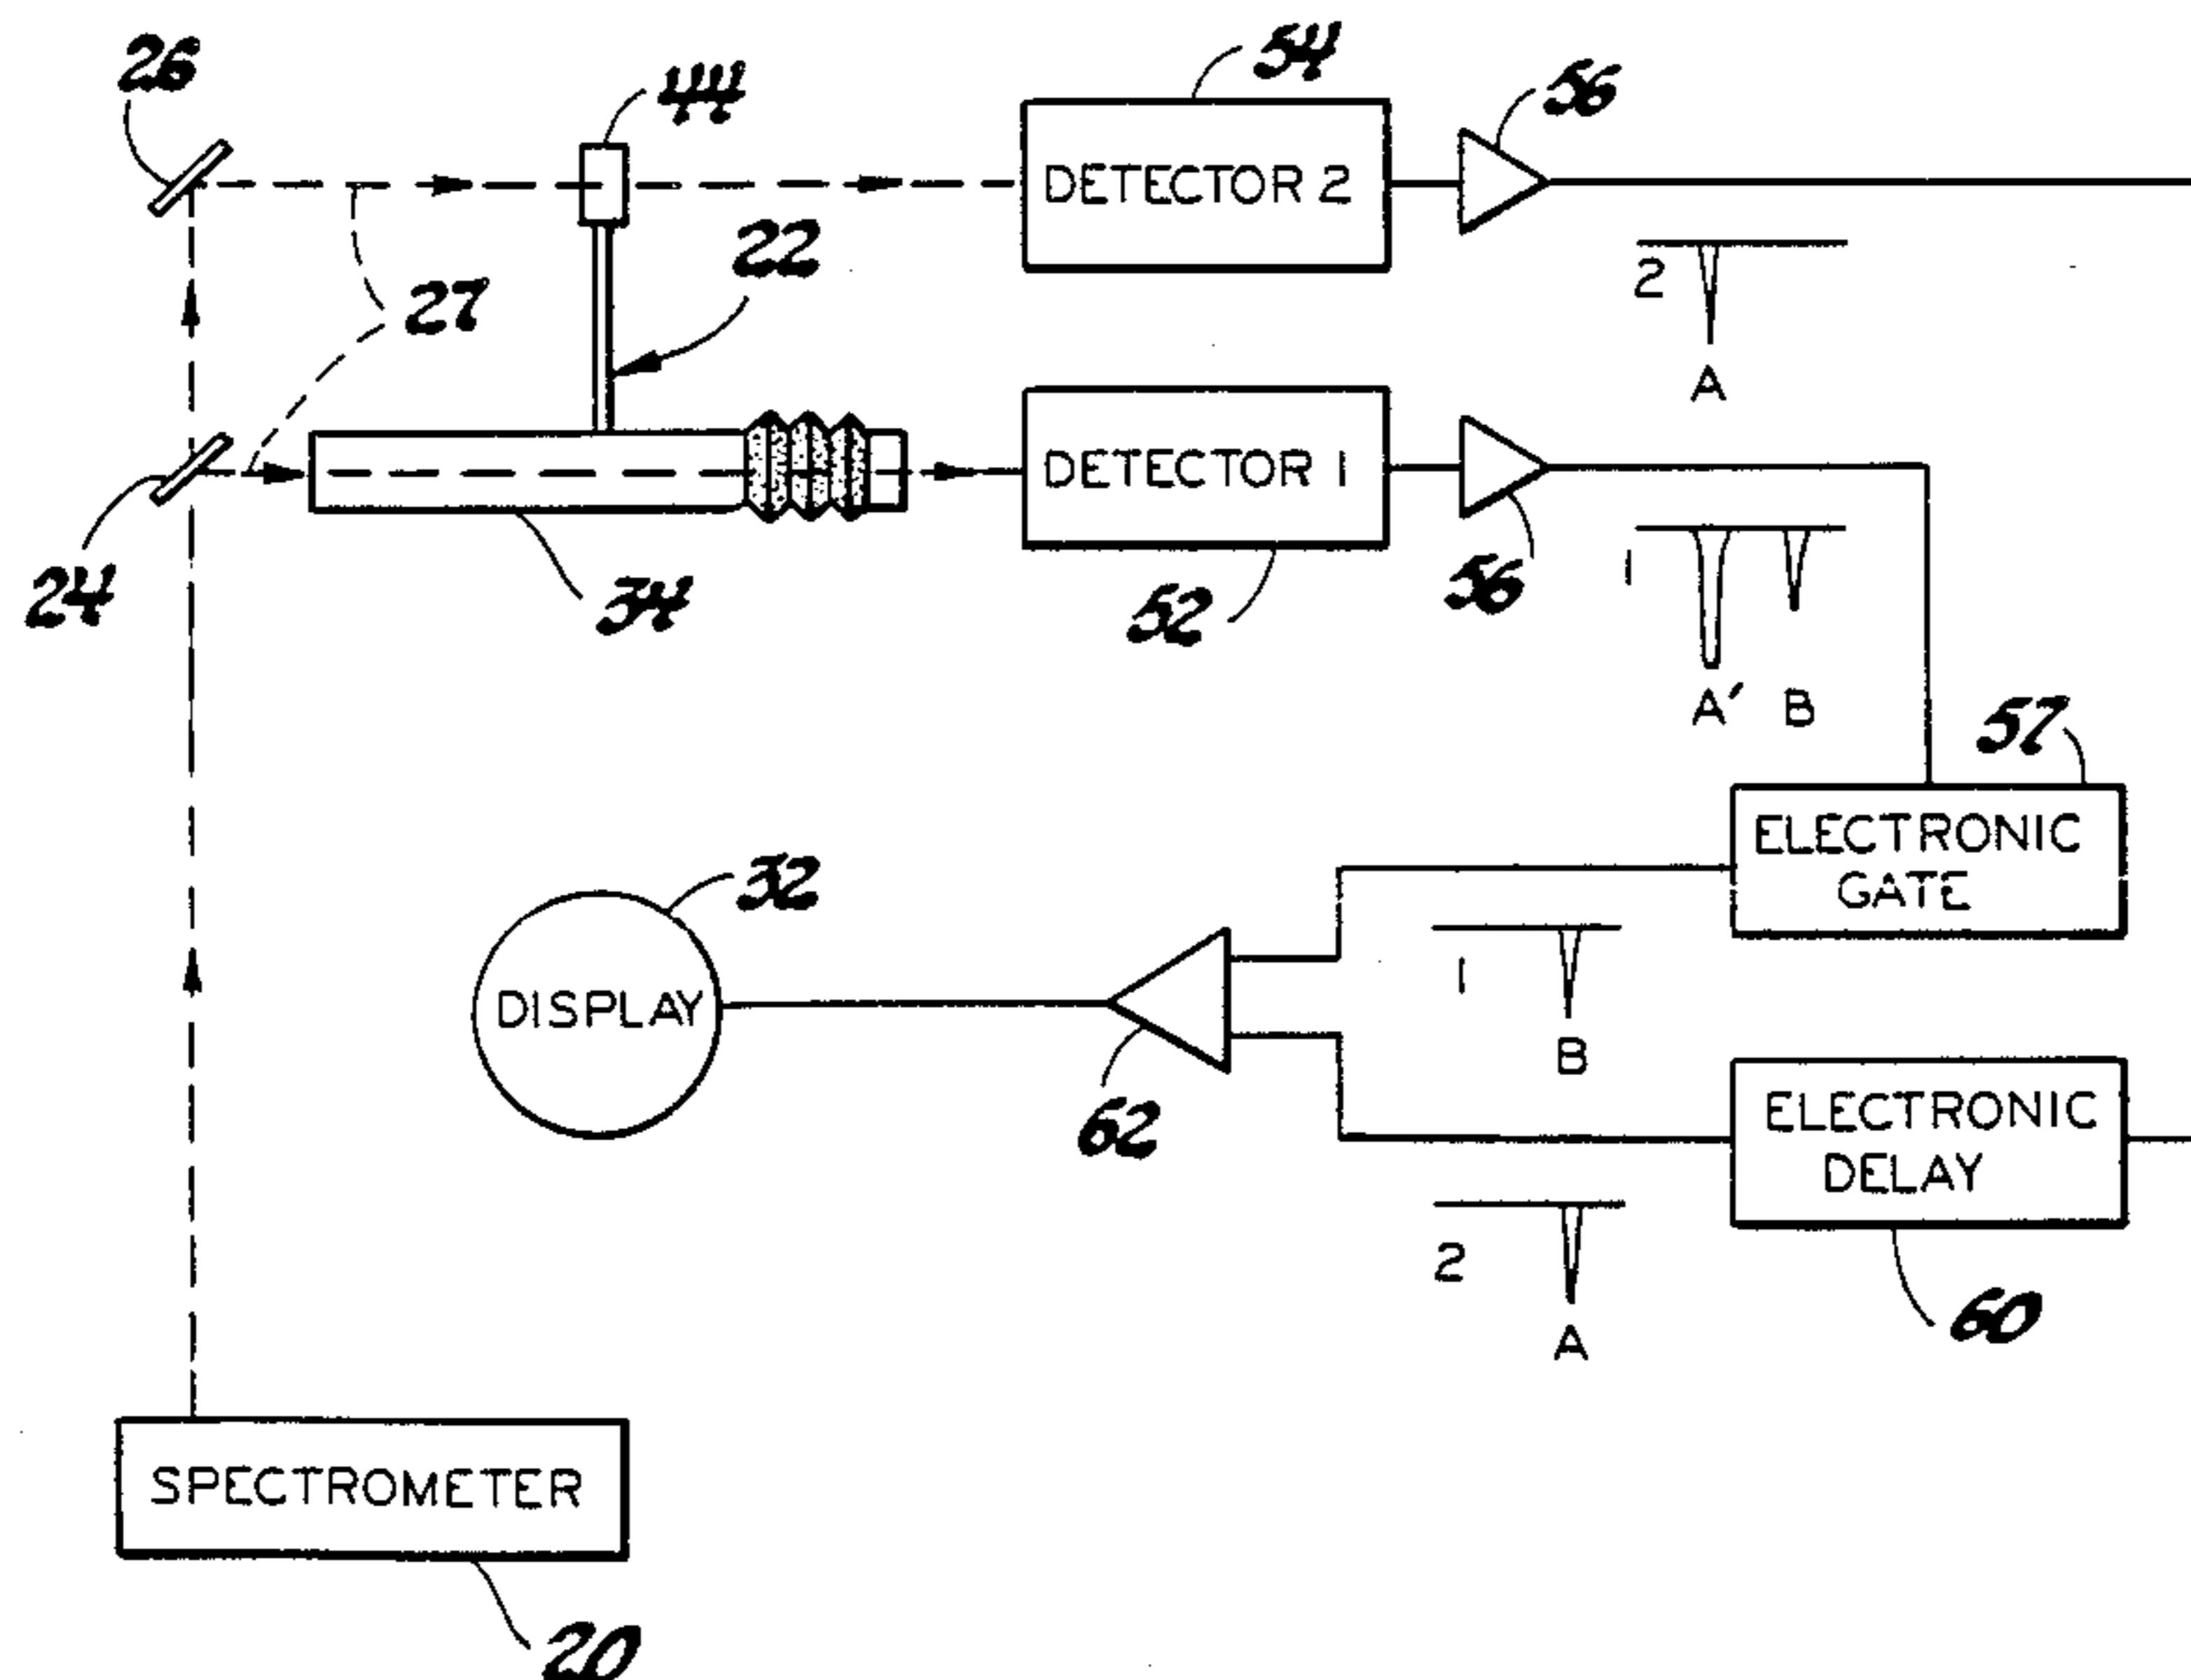 26
44
54
56
DETECTOR 2
22
27
2
A
DETECTOR 1
24
34
52
56
1
A′ B
57
ELECTRONIC
GATE
32
DISPLAY
1
B
62
ELECTRONIC
DELAY
2
A
60
SPECTROMETER
20